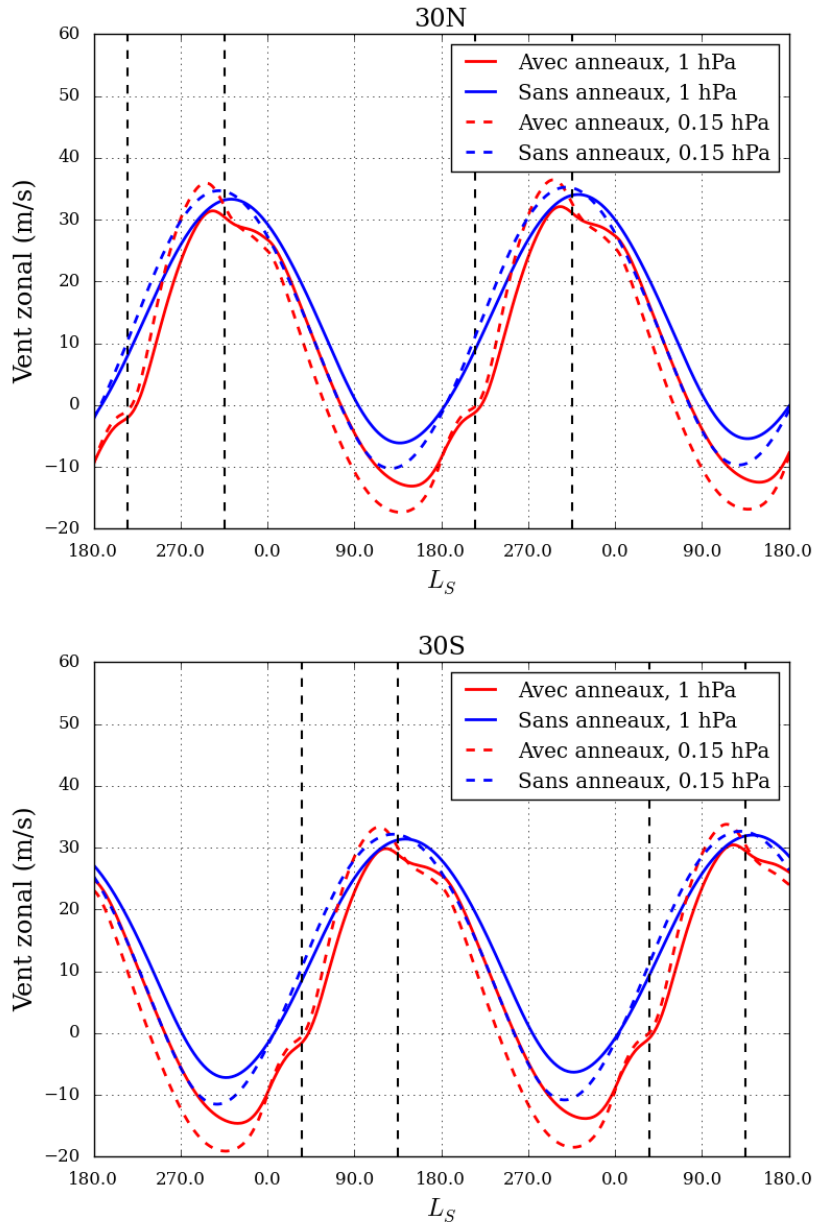 30N
60
50
40
30
20
10
0
−10
−20
Vent zonal (m/s)
Avec anneaux, 1 hPa
Sans anneaux, 1 hPa
Avec anneaux, 0.15 hPa
Sans anneaux, 0.15 hPa
180.0 270.0 0.0 90.0 180.0 270.0 0.0 90.0 180.0
L_S
30S
60
50
40
30
20
10
0
−10
−20
Vent zonal (m/s)
Avec anneaux, 1 hPa
Sans anneaux, 1 hPa
Avec anneaux, 0.15 hPa
Sans anneaux, 0.15 hPa
180.0 270.0 0.0 90.0 180.0 270.0 0.0 90.0 180.0
L_S